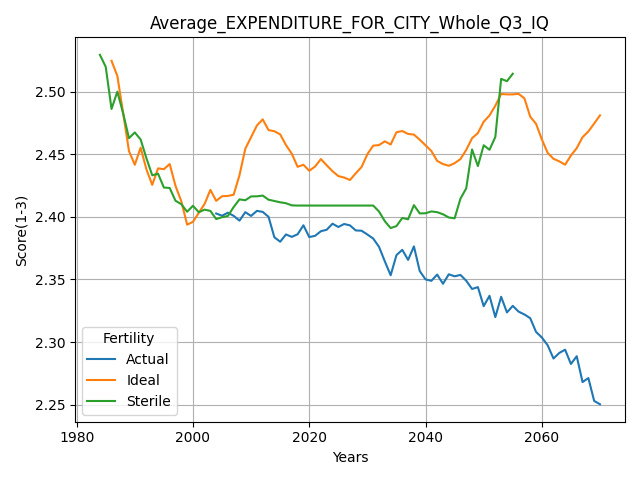 Average_EXPENDITURE_FOR_CITY_Whole_Q3_IQ
Score(1-3)
2.50
2.45
2.40
2.35
2.30
2.25
Fertility
Actual
Ideal
Sterile
1980 2000 2020 2040 2060
Years